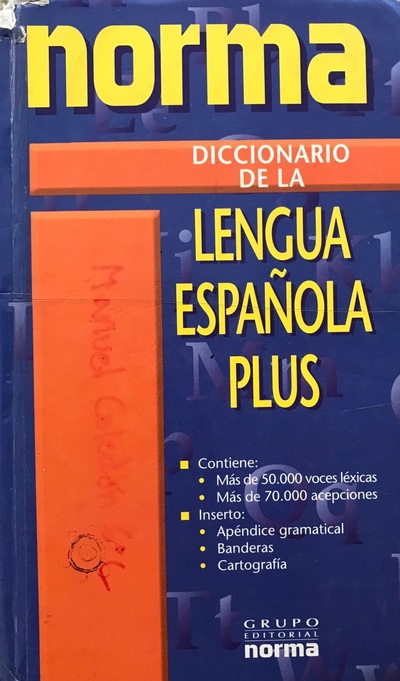 norma
DICCIONARIO
DE LA
LENGUA
ESPAÑOLA
PLUS
Contiene:
• Más de 50.000 voces léxicas
• Más de 70.000 acepciones
Inserto:
• Apéndice gramatical
• Banderas
• Cartografía
GRUPO
EDITORIAL
norma
Manuel